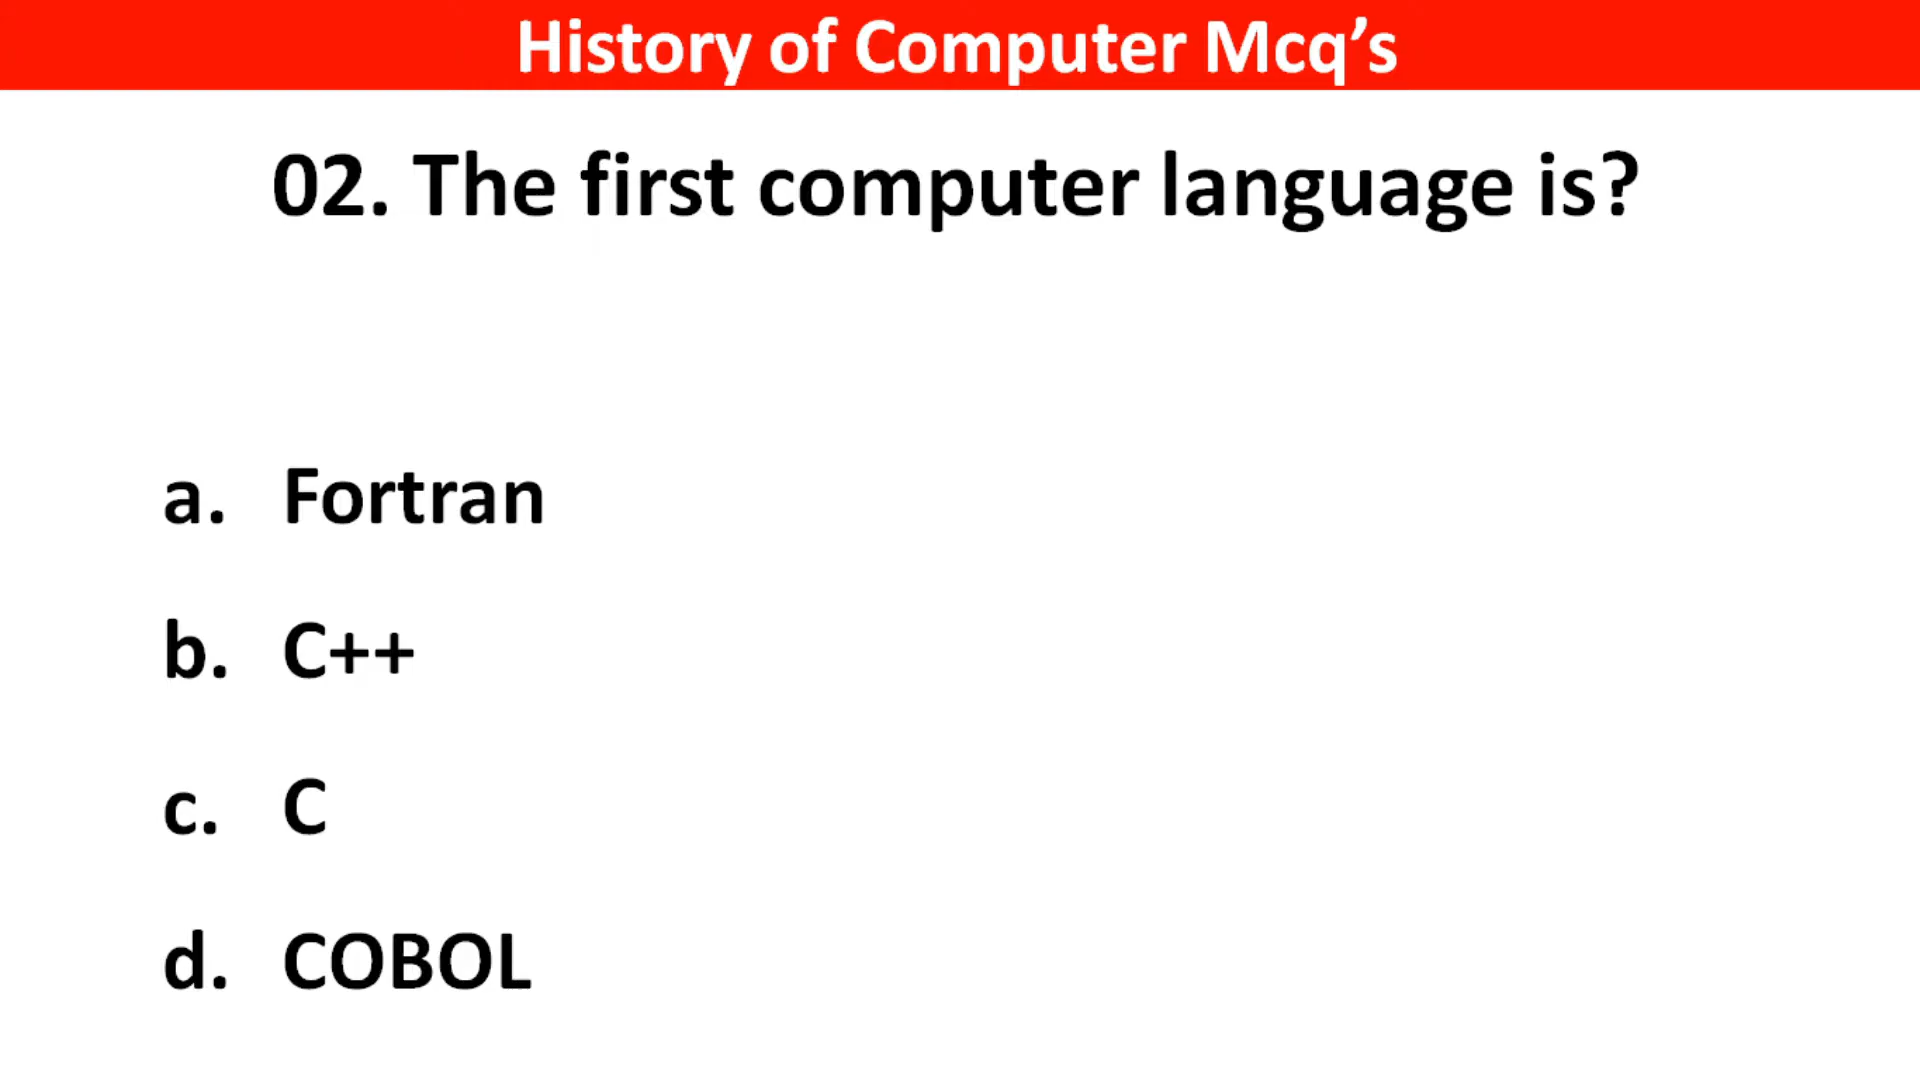 History of Computer Mcq’s
02. The first computer language is?
a. Fortran
b. C++
c. C
d. COBOL